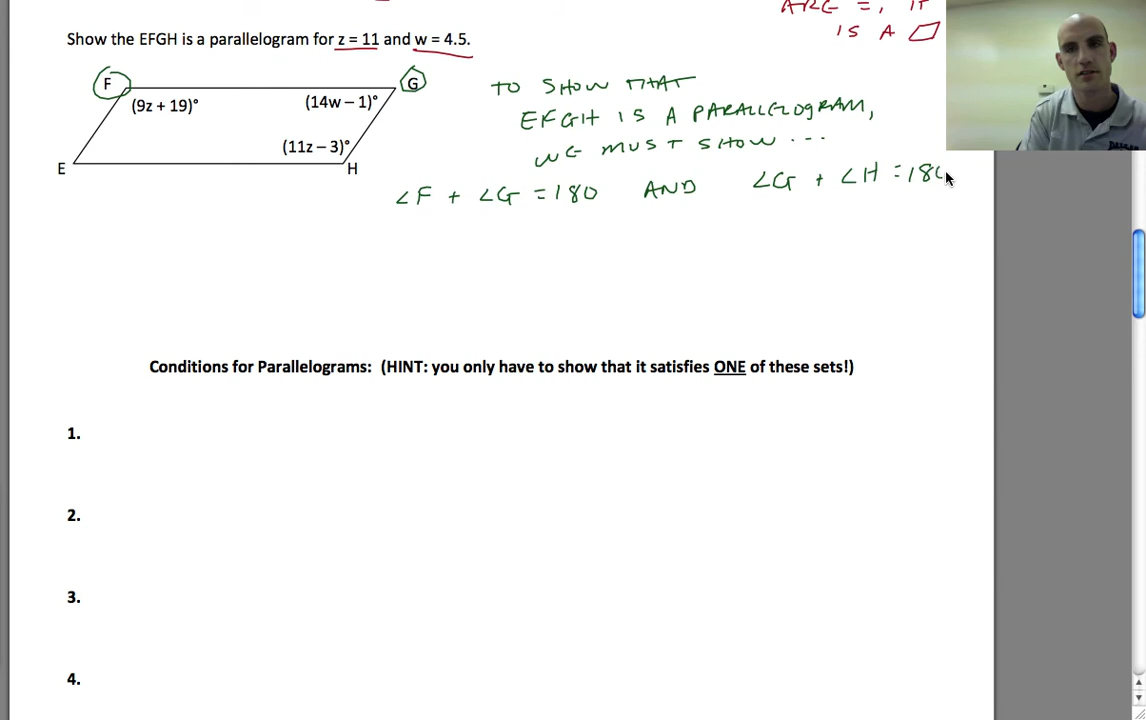 ARE =, IF
IS A
Show the EFGH is a parallelogram for z = 11 and w = 4.5.
F
G
(9z + 19)°
(14w – 1)°
(11z – 3)°
E
H
TO SHOW THAT
EFGH IS A PARALLELOGRAM,
WE MUST SHOW ...
∠F + ∠G = 180 AND ∠G + ∠H = 180
Conditions for Parallelograms: (HINT: you only have to show that it satisfies ONE of these sets!)
1.
2.
3.
4.